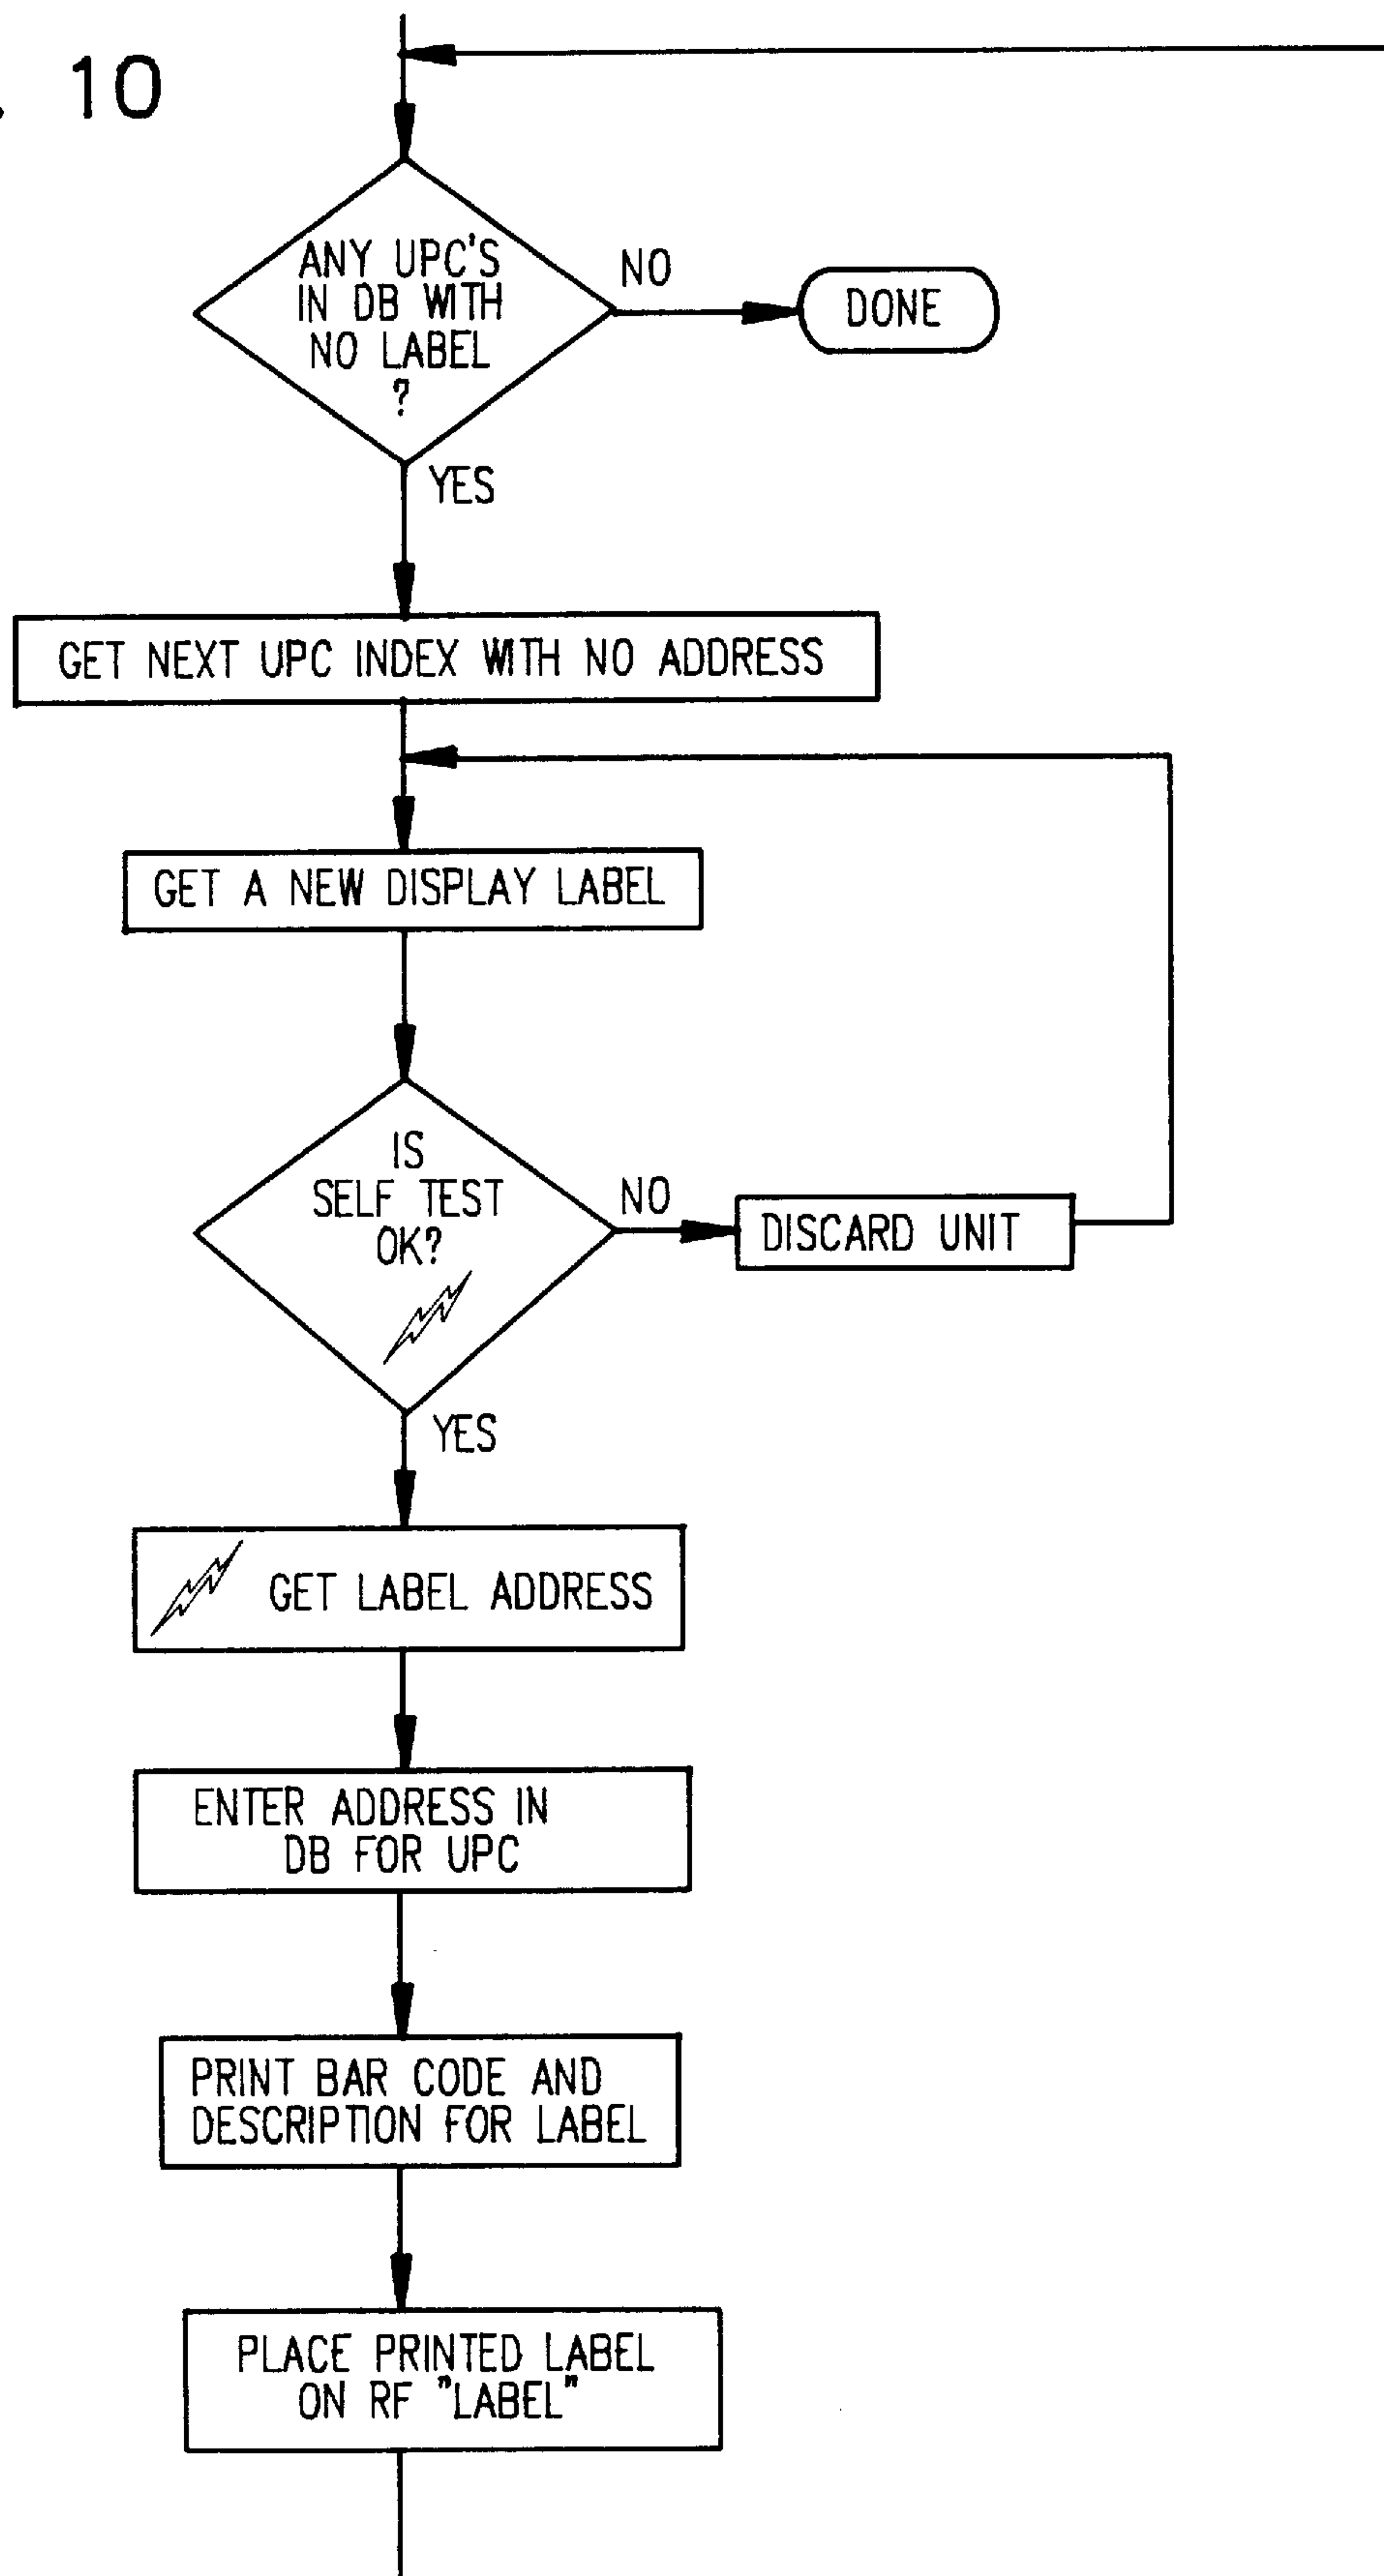 . 10
ANY UPC'S
IN DB WITH
NO LABEL
?
NO
DONE
YES
GET NEXT UPC INDEX WITH NO ADDRESS
GET A NEW DISPLAY LABEL
IS
SELF TEST
OK?
NO
DISCARD UNIT
YES
GET LABEL ADDRESS
ENTER ADDRESS IN
DB FOR UPC
PRINT BAR CODE AND
DESCRIPTION FOR LABEL
PLACE PRINTED LABEL
ON RF "LABEL"